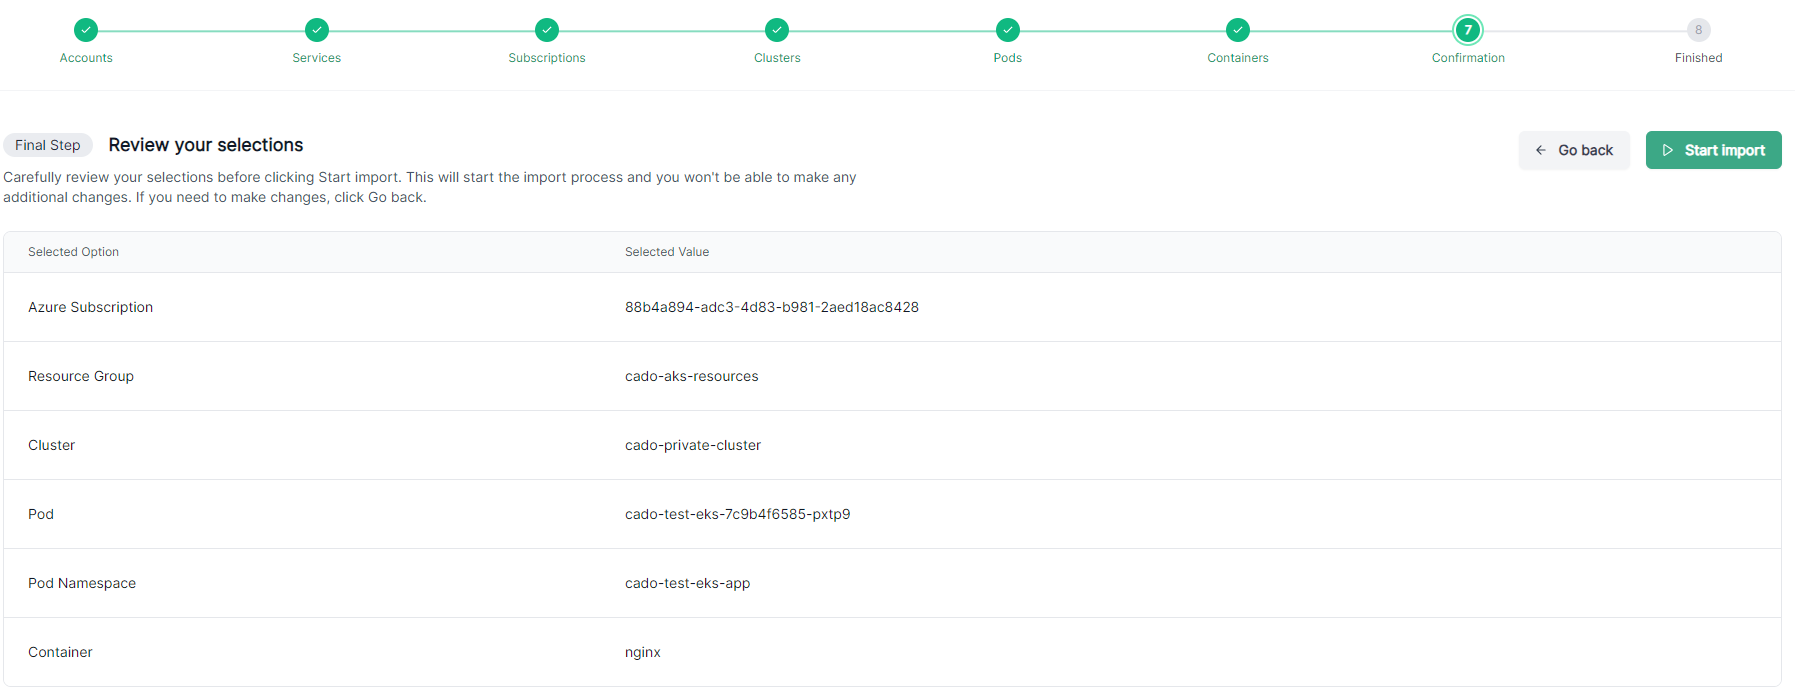 Accounts
Services
Subscriptions
Clusters
Pods
Containers
7
Confirmation
8
Finished
Final Step
Review your selections
Go back
Start import
Carefully review your selections before clicking Start import. This will start the import process and you won't be able to make any
additional changes. If you need to make changes, click Go back.
Selected Option Selected Value
Azure Subscription 88b4a894-adc3-4d83-b981-2aed18ac8428
Resource Group cado-aks-resources
Cluster cado-private-cluster
Pod cado-test-eks-7c9b4f6585-pxtp9
Pod Namespace cado-test-eks-app
Container nginx